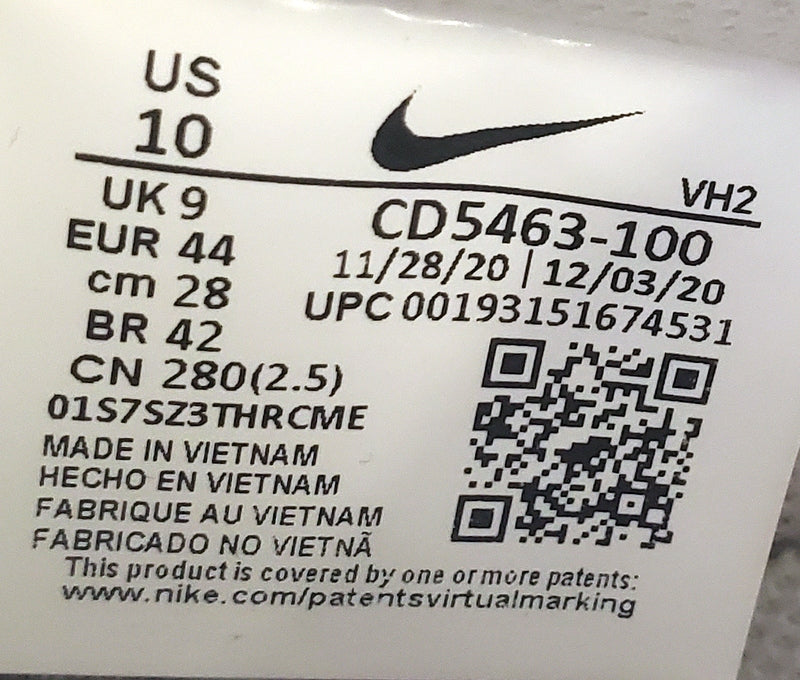 US
10
VH2
UK 9
EUR 44
cm 28
BR 42
CN 280(2.5)
CD5463-100
11/28/20 | 12/03/20
UPC 00193151674531
01S7SZ3THRCME
MADE IN VIETNAM
HECHO EN VIETNAM
FABRIQUE AU VIETNAM
FABRICADO NO VIETNÃ
This product is covered by one or more patents:
www.nike.com/patentsvirtualmarking